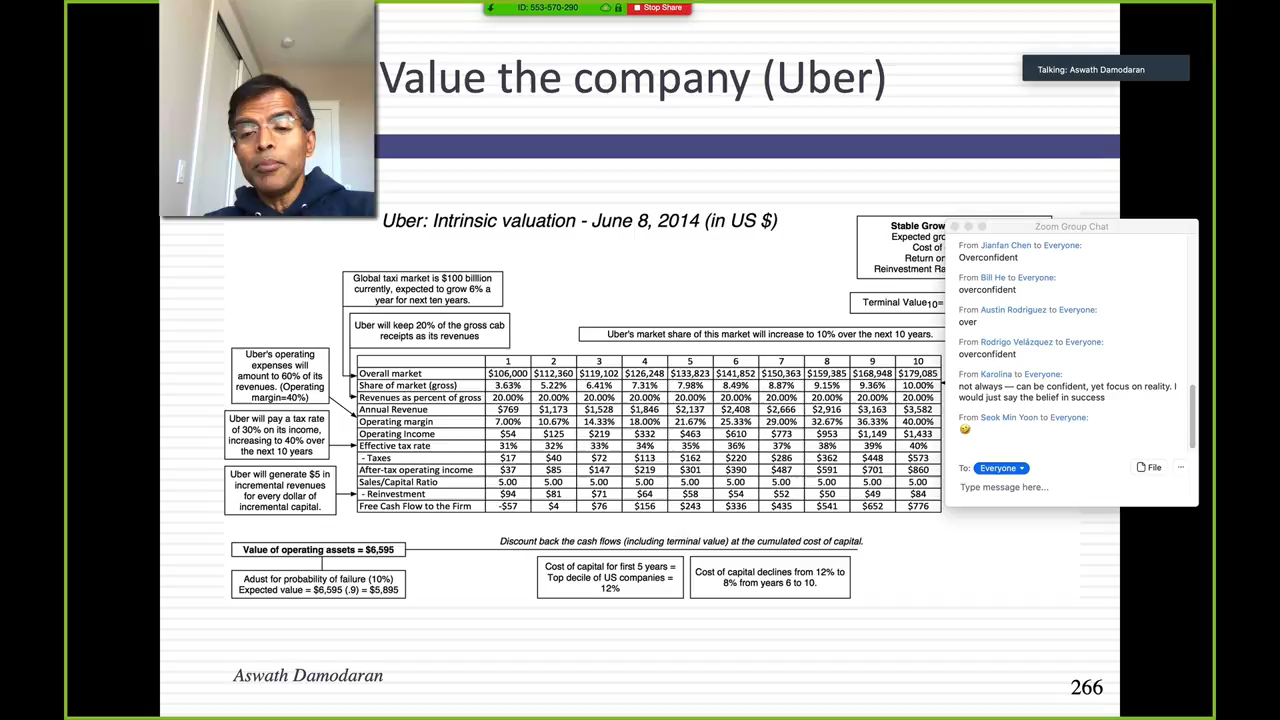 ID: 553-570-290
Stop Share
Talking: Aswath Damodaran
Value the company (Uber)
Uber: Intrinsic valuation - June 8, 2014 (in US $)
Stable Grow
Expected gro
Cost of
Return on
Reinvestment Ra
Terminal Value10=
Global taxi market is $100 billlion
currently, expected to grow 6% a
year for next ten years.
Uber will keep 20% of the gross cab
receipts as its revenues
Uber's market share of this market will increase to 10% over the next 10 years.
Uber's operating
expenses will
amount to 60% of its
revenues. (Operating
margin=40%)
Uber will pay a tax rate
of 30% on its income,
increasing to 40% over
the next 10 years
Uber will generate $5 in
incremental revenues
for every dollar of
incremental capital.
1 2 3 4 5 6 7 8 9 10
Overall market $106,000 $112,360 $119,102 $126,248 $133,823 $141,852 $150,363 $159,385 $168,948 $179,085
Share of market (gross) 3.63% 5.22% 6.41% 7.31% 7.98% 8.49% 8.87% 9.15% 9.36% 10.00%
Revenues as percent of gross 20.00% 20.00% 20.00% 20.00% 20.00% 20.00% 20.00% 20.00% 20.00% 20.00%
Annual Revenue $769 $1,173 $1,528 $1,846 $2,137 $2,408 $2,666 $2,916 $3,163 $3,582
Operating margin 7.00% 10.67% 14.33% 18.00% 21.67% 25.33% 29.00% 32.67% 36.33% 40.00%
Operating Income $54 $125 $219 $332 $463 $610 $773 $953 $1,149 $1,433
Effective tax rate 31% 32% 33% 34% 35% 36% 37% 38% 39% 40%
- Taxes $17 $40 $72 $113 $162 $220 $286 $362 $448 $573
After-tax operating income $37 $85 $147 $219 $301 $390 $487 $591 $701 $860
Sales/Capital Ratio 5.00 5.00 5.00 5.00 5.00 5.00 5.00 5.00 5.00 5.00
- Reinvestment $94 $81 $71 $64 $58 $54 $52 $50 $49 $84
Free Cash Flow to the Firm -$57 $4 $76 $156 $243 $336 $435 $541 $652 $776
Value of operating assets = $6,595
Discount back the cash flows (including terminal value) at the cumulated cost of capital.
Adust for probability of failure (10%)
Expected value = $6,595 (.9) = $5,895
Cost of capital for first 5 years =
Top decile of US companies =
12%
Cost of capital declines from 12% to
8% from years 6 to 10.
Aswath Damodaran
266
Zoom Group Chat
From Jianfan Chen to Everyone:
Overconfident
From Bill He to Everyone:
overconfident
From Austin Rodriguez to Everyone:
over
From Rodrigo Velázquez to Everyone:
overconfident
From Karolina to Everyone:
not always — can be confident, yet focus on reality. I
would just say the belief in success
From Seok Min Yoon to Everyone:
To: Everyone
File
Type message here...